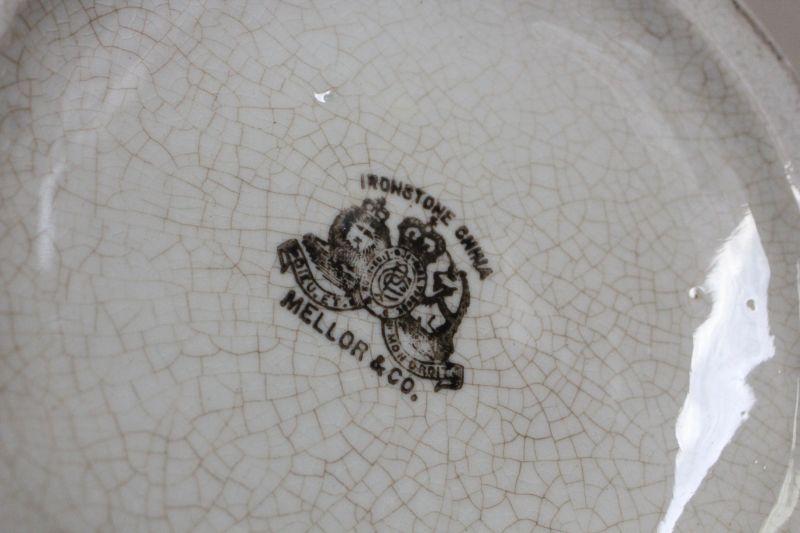 IRONSTONE CHINA
DIEU. ET.
MON DROIT
MELLOR & CO.